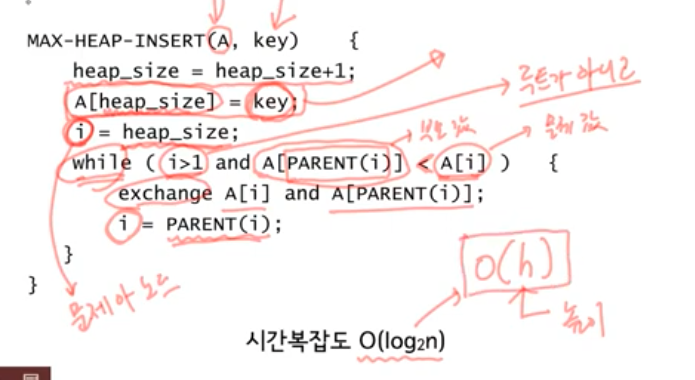 MAX-HEAP-INSERT(A, key) {
heap_size = heap_size+1;
A[heap_size] = key;
루트가 아니고
i = heap_size;
부모 값
문제 값
while ( i>1 and A[PARENT(i)] < A[i] ) {
exchange A[i] and A[PARENT(i)];
i = PARENT(i);
}
O(h)
}
문제아 노드
높이
시간복잡도 O(log₂n)